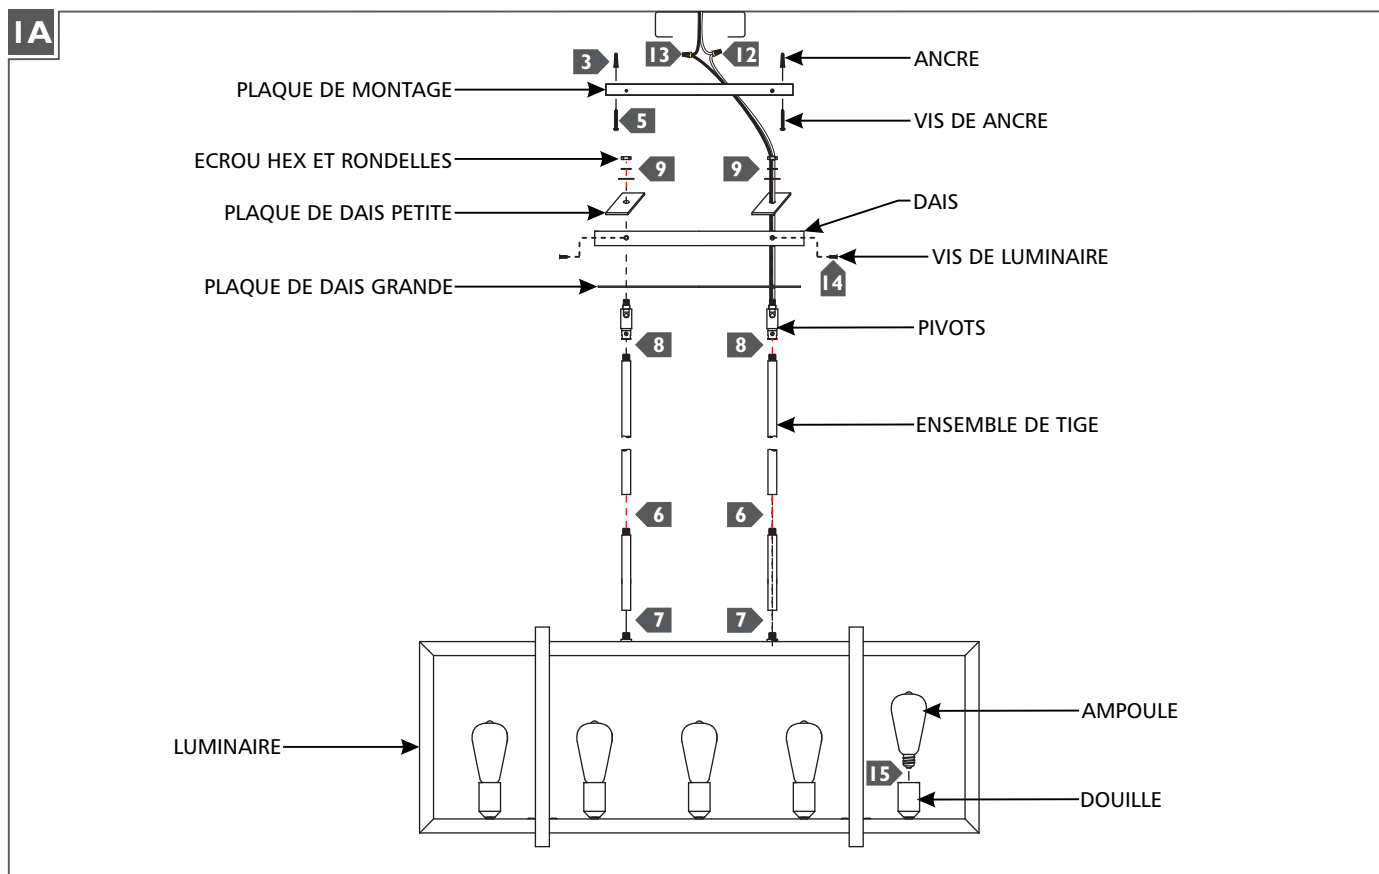 1A
13
12
3
ANCRE
PLAQUE DE MONTAGE
5
VIS DE ANCRE
ECROU HEX ET RONDELLES
9
9
PLAQUE DE DAIS PETITE
DAIS
VIS DE LUMINAIRE
14
PLAQUE DE DAIS GRANDE
PIVOTS
8
8
ENSEMBLE DE TIGE
6
6
7
7
AMPOULE
LUMINAIRE
15
DOUILLE